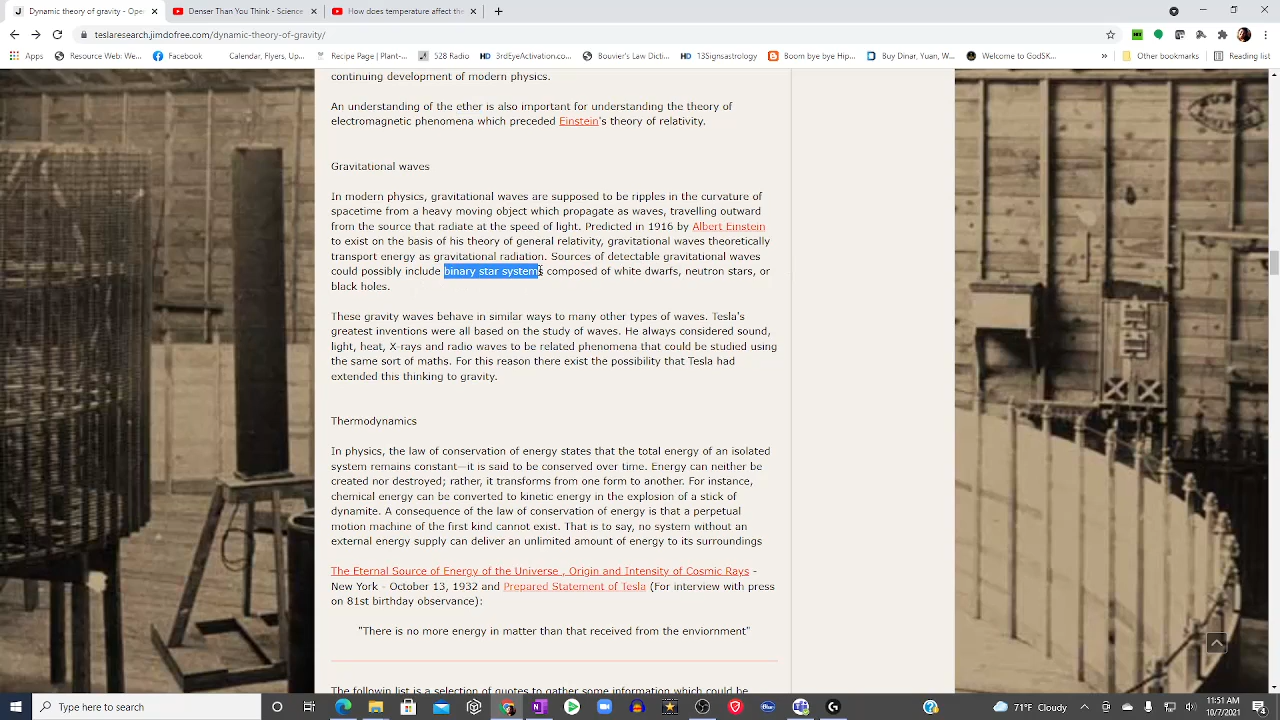 Dynamic theory of gravity - Ope
Denser Than You Think - Science
How does temperature affect the
teslaresearch.jimdofree.com/dynamic-theory-of-gravity/
Apps
Resource Web: Web...
Facebook
Calendar, Flyers, Up...
Recipe Page | Plant-...
528 Radio
3rdEyeActivation.co...
Bouvier's Law Dicti...
13Signsastrology
Boom bye bye Hip...
Buy Dinar, Yuan, W...
Welcome to GodSK...
»
Other bookmarks
Reading list
continuing development of modern physics.
An understanding of the ether is also important for understanding the theory of
electromagnetic phenomena which preceded Einstein's theory of relativity.
Gravitational waves
In modern physics, gravitational waves are supposed to be ripples in the curvature of
spacetime from a heavy moving object which propagate as waves, travelling outward
from the source that radiate at the speed of light. Predicted in 1916 by Albert Einstein
to exist on the basis of his theory of general relativity, gravitational waves theoretically
transport energy as gravitational radiation. Sources of detectable gravitational waves
could possibly include binary star systems composed of white dwarfs, neutron stars, or
black holes.
These gravity waves behave in similar ways to many other types of waves. Tesla's
greatest inventions were all based on the study of waves. He always considered sound,
light, heat, X-rays and radio waves to be related phenomena that could be studied using
the same sort of maths. For this reason there exist the possibility that Tesla had
extended this thinking to gravity.
Thermodynamics
In physics, the law of conservation of energy states that the total energy of an isolated
system remains constant—it is said to be conserved over time. Energy can neither be
created nor destroyed; rather, it transforms from one form to another. For instance,
chemical energy can be converted to kinetic energy in the explosion of a stick of
dynamite. A consequence of the law of conservation of energy is that a perpetual
motion machine of the first kind cannot exist. That is to say, no system without an
external energy supply can deliver an unlimited amount of energy to its surroundings
The Eternal Source of Energy of the Universe , Origin and Intensity of Cosmic Rays -
New York - October 13, 1932 and Prepared Statement of Tesla (For interview with press
on 81st birthday observance):
"There is no more energy in matter than that received from the enviornment"
The followin list is a selection of quotes to gather some information which could be
Type here to search
71°F Cloudy
11:51 AM
10/7/2021